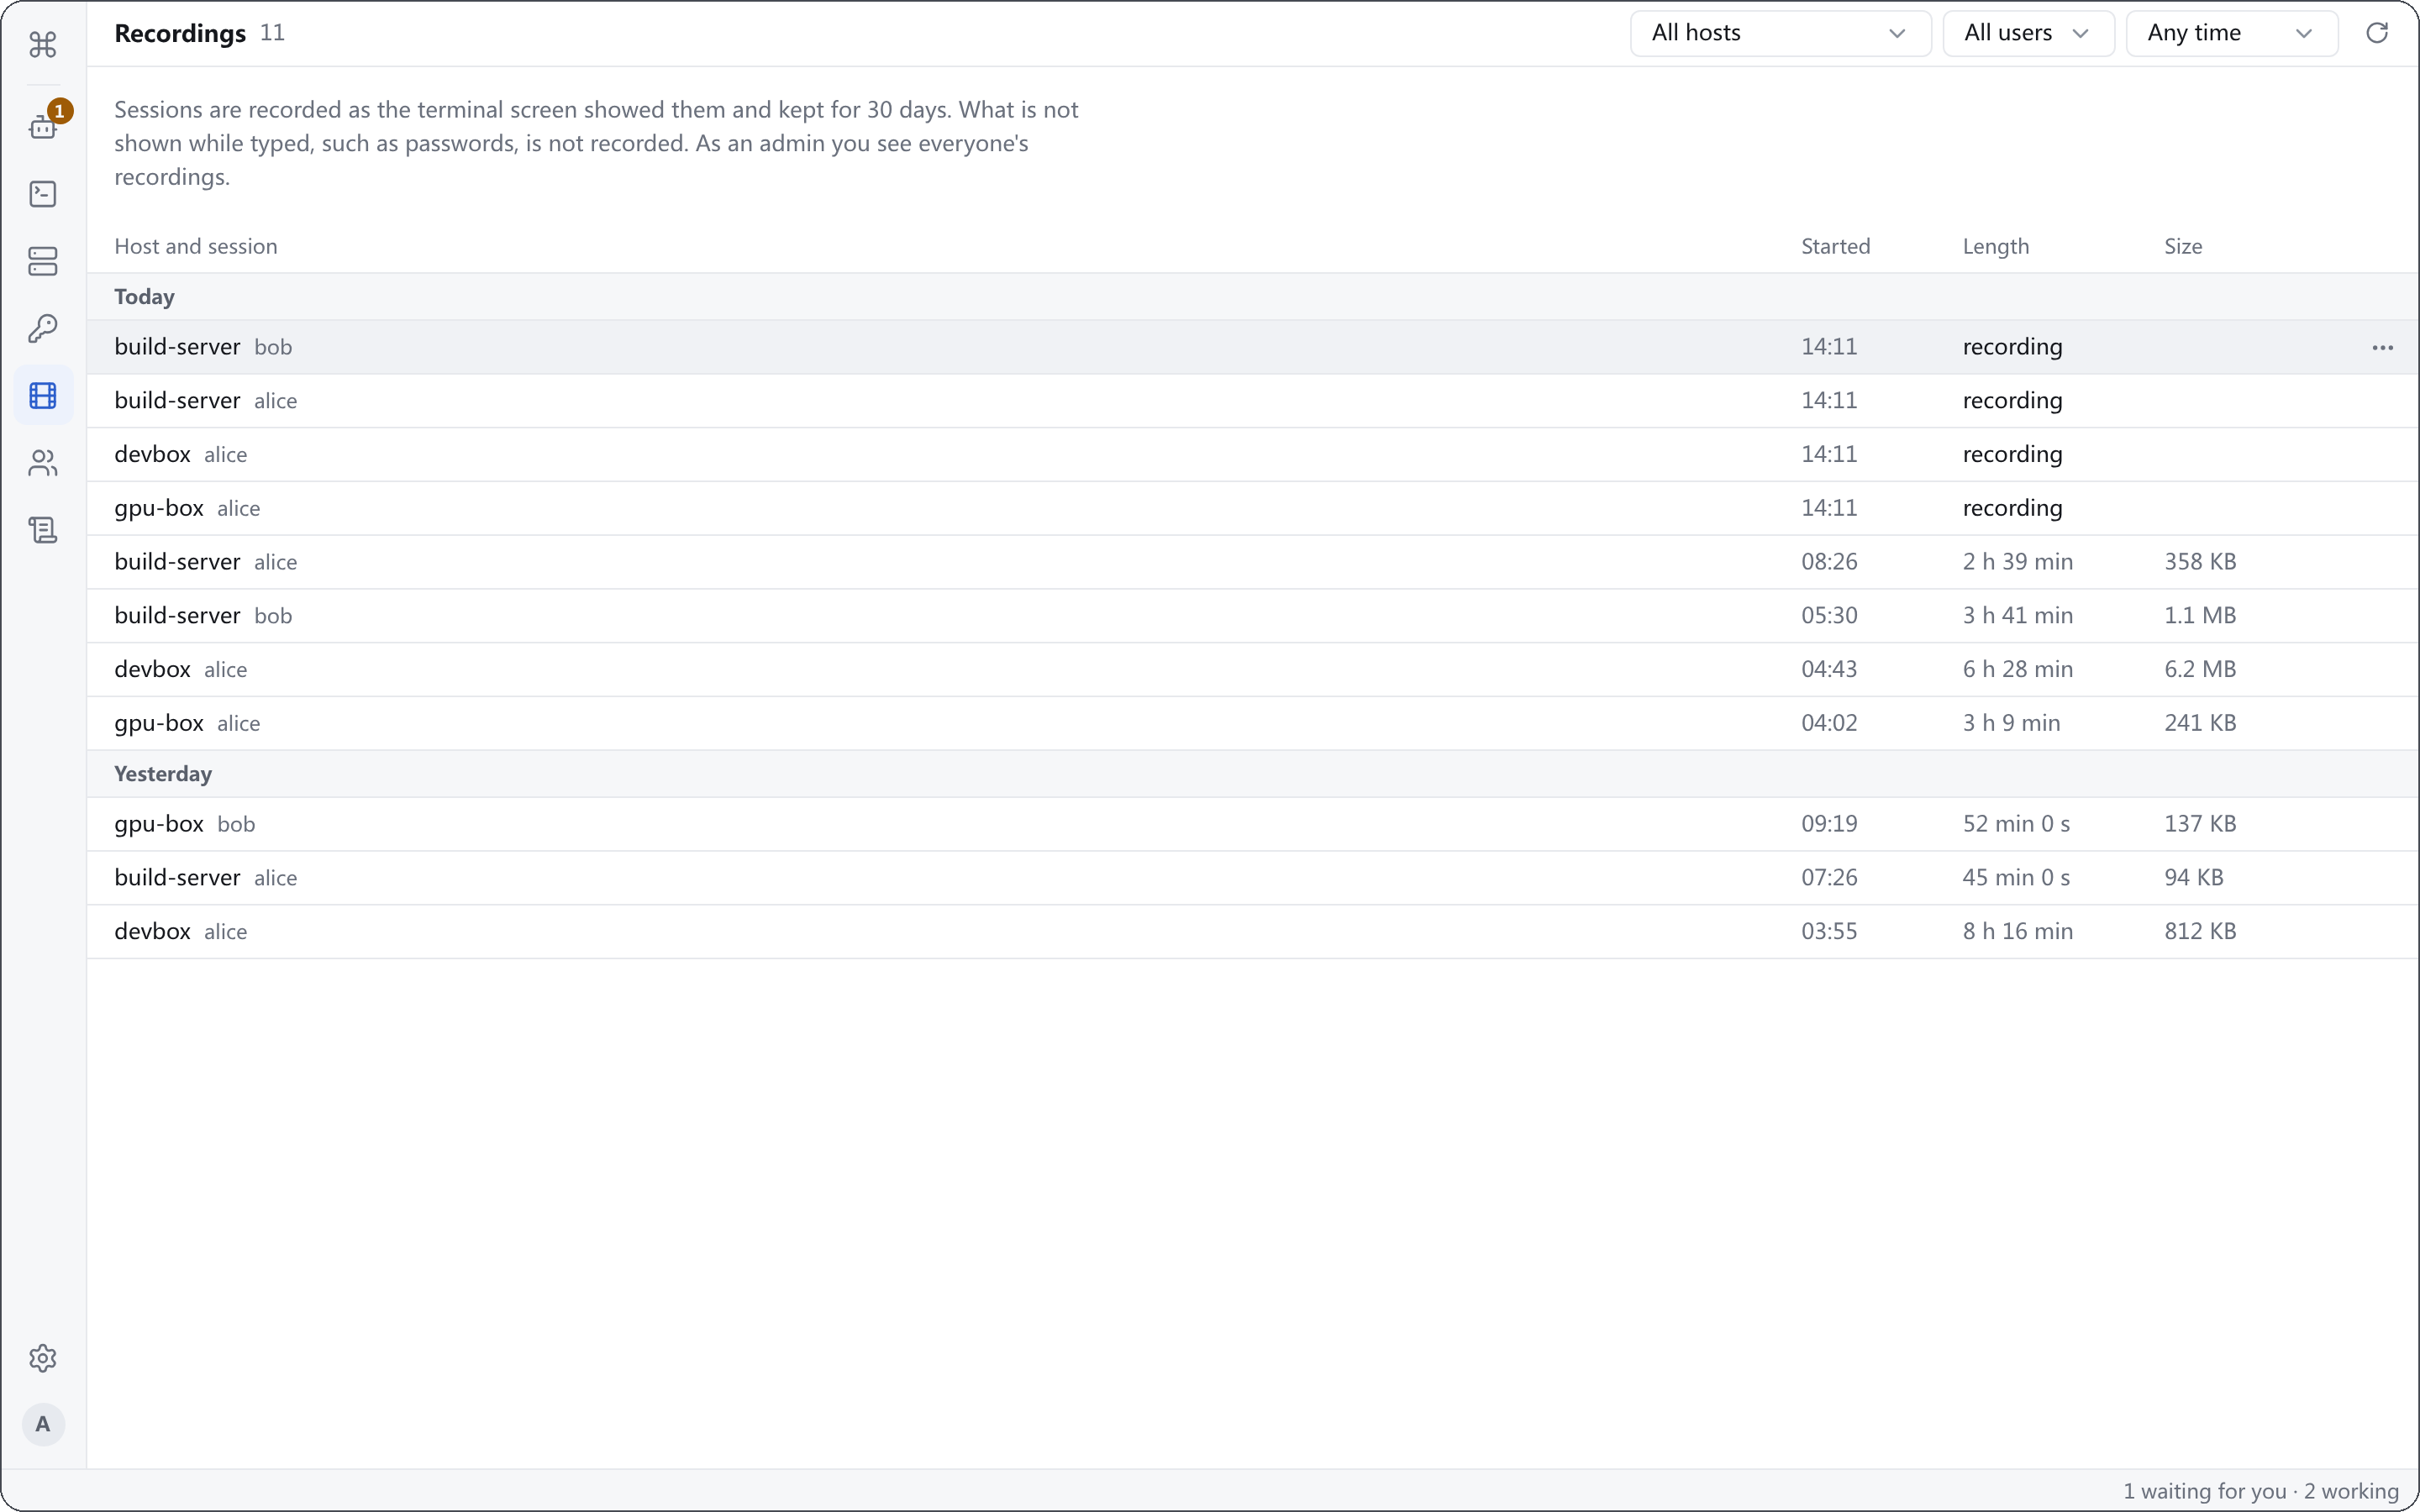 Recordings 11
All hosts
All users
Any time
1
Sessions are recorded as the terminal screen showed them and kept for 30 days. What is not
shown while typed, such as passwords, is not recorded. As an admin you see everyone's
recordings.
Host and session Started Length Size
Today
build-server bob 14:11 recording
build-server alice 14:11 recording
devbox alice 14:11 recording
gpu-box alice 14:11 recording
build-server alice 08:26 2 h 39 min 358 KB
build-server bob 05:30 3 h 41 min 1.1 MB
devbox alice 04:43 6 h 28 min 6.2 MB
gpu-box alice 04:02 3 h 9 min 241 KB
Yesterday
gpu-box bob 09:19 52 min 0 s 137 KB
build-server alice 07:26 45 min 0 s 94 KB
devbox alice 03:55 8 h 16 min 812 KB
A
1 waiting for you · 2 working